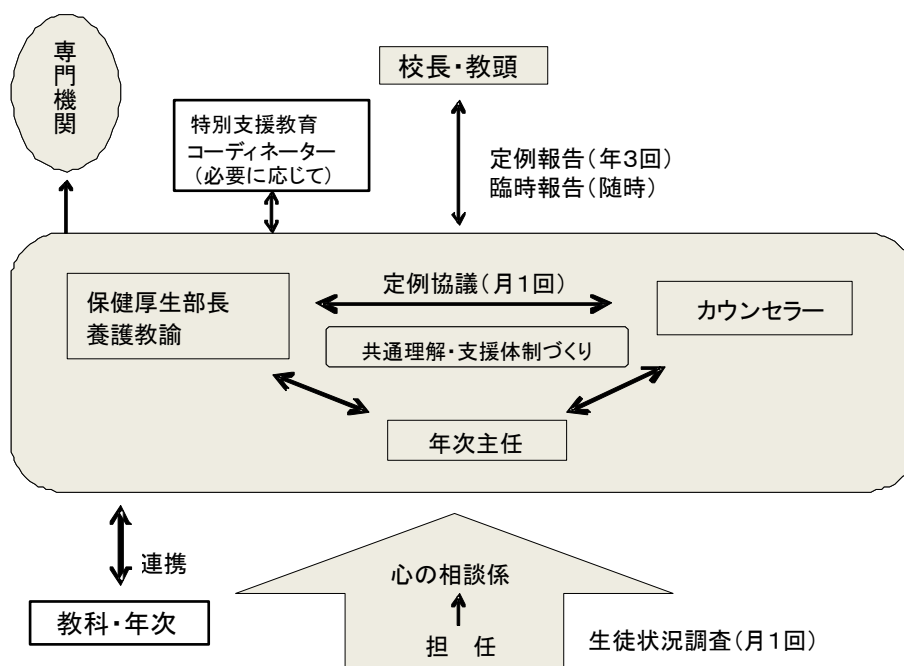 専門機関
校長・教頭
特別支援教育
コーディネーター
（必要に応じて）
定例報告（年3回）
臨時報告（随時）
保健厚生部長
養護教諭
定例協議（月1回）
カウンセラー
共通理解・支援体制づくり
年次主任
連携
心の相談係
教科・年次
担　任
生徒状況調査（月1回）